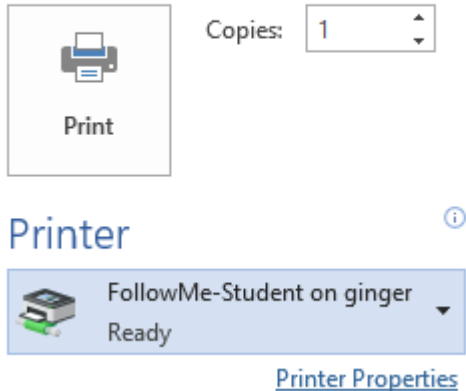 Copies: 1
Print
Printer
FollowMe-Student on ginger
Ready
Printer Properties